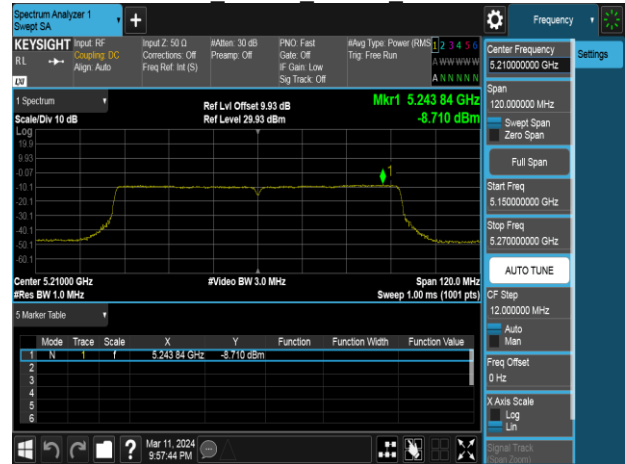 Spectrum Analyzer 1
Swept SA
Frequency
KEYSIGHT
RL
LXI
Input: RF
Coupling: DC
Align: Auto
Input Z: 50 Ω
Corrections: Off
Freq Ref: Int (S)
#Atten: 30 dB
Preamp: Off
PNO: Fast
Gate: Off
IF Gain: Low
Sig Track: Off
#Avg Type: Power (RMS
Trig: Free Run
1 2 3 4 5 6
A W W W W W
A N N N N N
Center Frequency
5.210000000 GHz
Settings
Span
120.000000 MHz
Swept Span
Zero Span
Full Span
Start Freq
5.150000000 GHz
Stop Freq
5.270000000 GHz
AUTO TUNE
CF Step
12.000000 MHz
Auto
Man
Freq Offset
0 Hz
X Axis Scale
Log
Lin
Signal Track
(Span Zoom)
1 Spectrum
Scale/Div 10 dB
Ref Lvl Offset 9.93 dB
Ref Level 29.93 dBm
Mkr1 5.243 84 GHz
-8.710 dBm
Log
19.9
9.93
-0.07
-10.1
-20.1
-30.1
-40.1
-50.1
-60.1
1
Center 5.21000 GHz
#Res BW 1.0 MHz
#Video BW 3.0 MHz
Span 120.0 MHz
Sweep 1.00 ms (1001 pts)
5 Marker Table
Mode Trace Scale X Y Function Function Width Function Value
1 N 1 f 5.243 84 GHz -8.710 dBm
2
3
4
5
6
Mar 11, 2024
9:57:44 PM